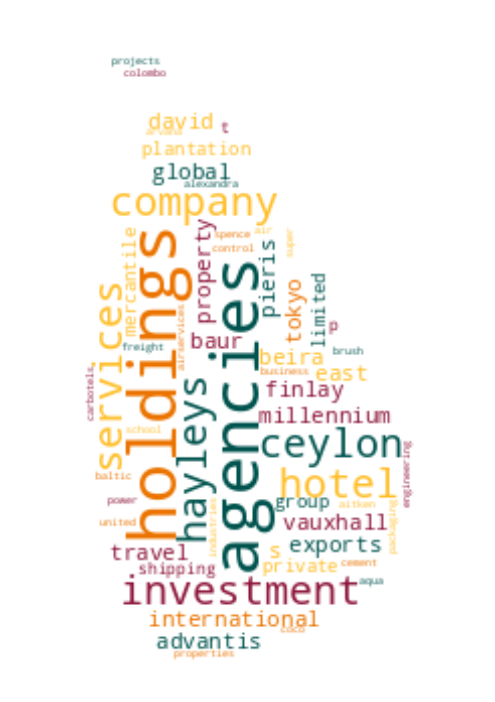 projects
colombo
david
arvana
t
plantation
global
alexandra
company
holdings
agencies
property
spence
air
control
super
mercantile
services
pieris
tokyo
limited
p
airservices
freight
baur
brush
beira
business
east
carbotels
hayleys
finlay
millennium
school
ceylon
engineering
baltic
hotel
power
group
aitken
packaging
united
industries
vauxhall
travel
s
exports
shipping
private
cement
investment
aqua
international
coco
advantis
properties